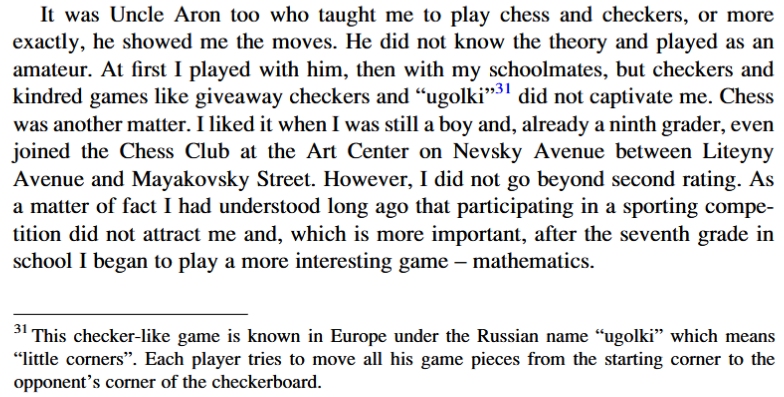 It was Uncle Aron too who taught me to play chess and checkers, or more
exactly, he showed me the moves. He did not know the theory and played as an
amateur. At first I played with him, then with my schoolmates, but checkers and
kindred games like giveaway checkers and “ugolki”31 did not captivate me. Chess
was another matter. I liked it when I was still a boy and, already a ninth grader, even
joined the Chess Club at the Art Center on Nevsky Avenue between Liteyny
Avenue and Mayakovsky Street. However, I did not go beyond second rating. As
a matter of fact I had understood long ago that participating in a sporting compe-
tition did not attract me and, which is more important, after the seventh grade in
school I began to play a more interesting game – mathematics.
31 This checker-like game is known in Europe under the Russian name “ugolki” which means
“little corners”. Each player tries to move all his game pieces from the starting corner to the
opponent’s corner of the checkerboard.